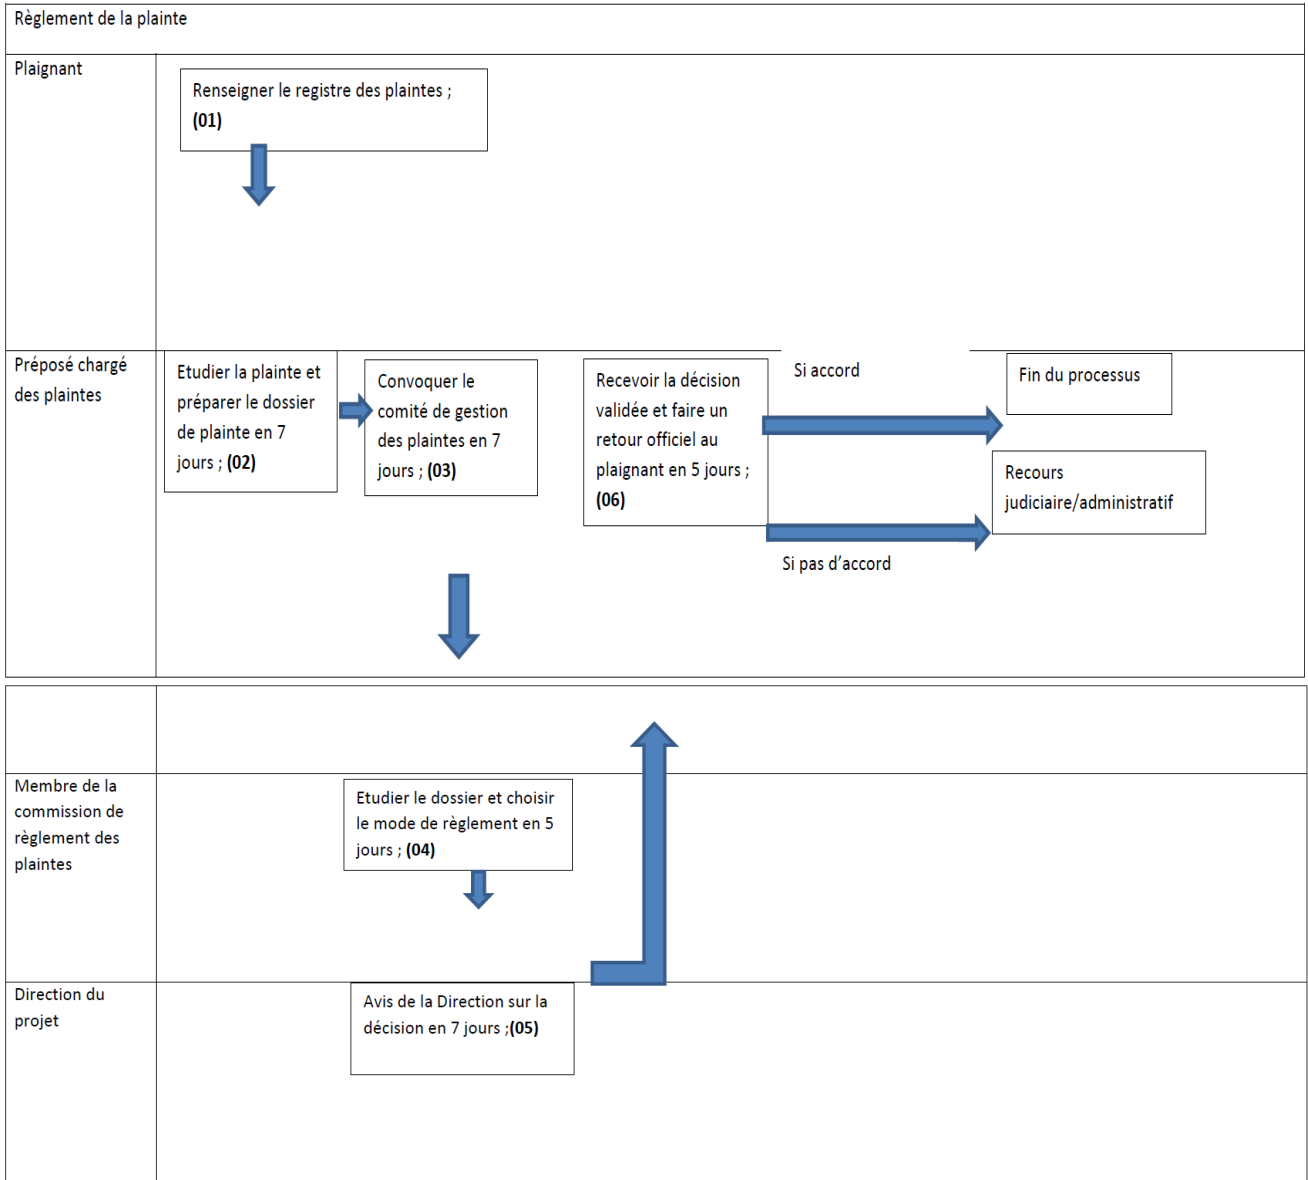 Règlement de la plainte
Plaignant
Renseigner le registre des plaintes ;
(01)
Préposé chargé
des plaintes
Etudier la plainte et
préparer le dossier
de plainte en 7
jours ; (02)
Convoquer le
comité de gestion
des plaintes en 7
jours ; (03)
Recevoir la décision
validée et faire un
retour officiel au
plaignant en 5 jours ;
(06)
Si accord
Fin du processus
Recours
judiciaire/administratif
Si pas d’accord
Membre de la
commission de
règlement des
plaintes
Etudier le dossier et choisir
le mode de règlement en 5
jours ; (04)
Direction du
projet
Avis de la Direction sur la
décision en 7 jours ;(05)